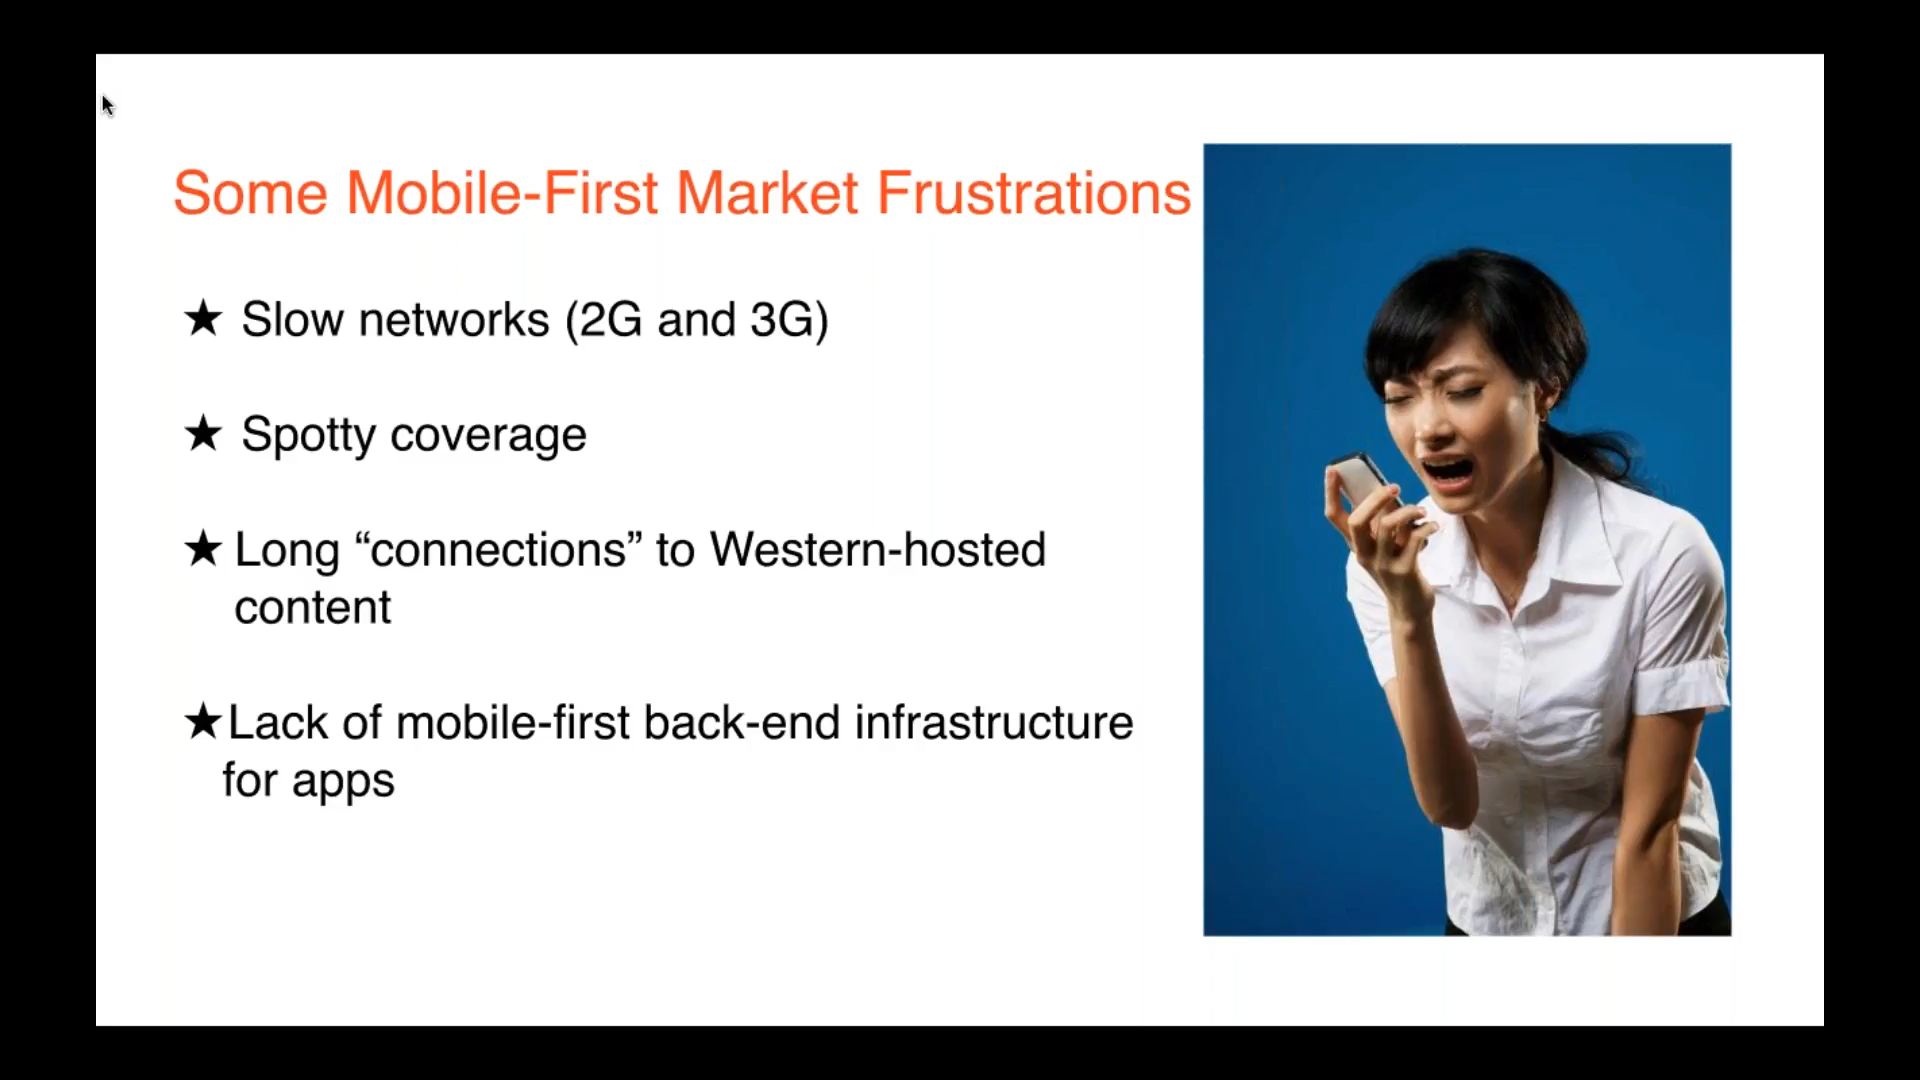 Some Mobile-First Market Frustrations
★ Slow networks (2G and 3G)
★ Spotty coverage
★ Long “connections” to Western-hosted
content
★Lack of mobile-first back-end infrastructure
for apps